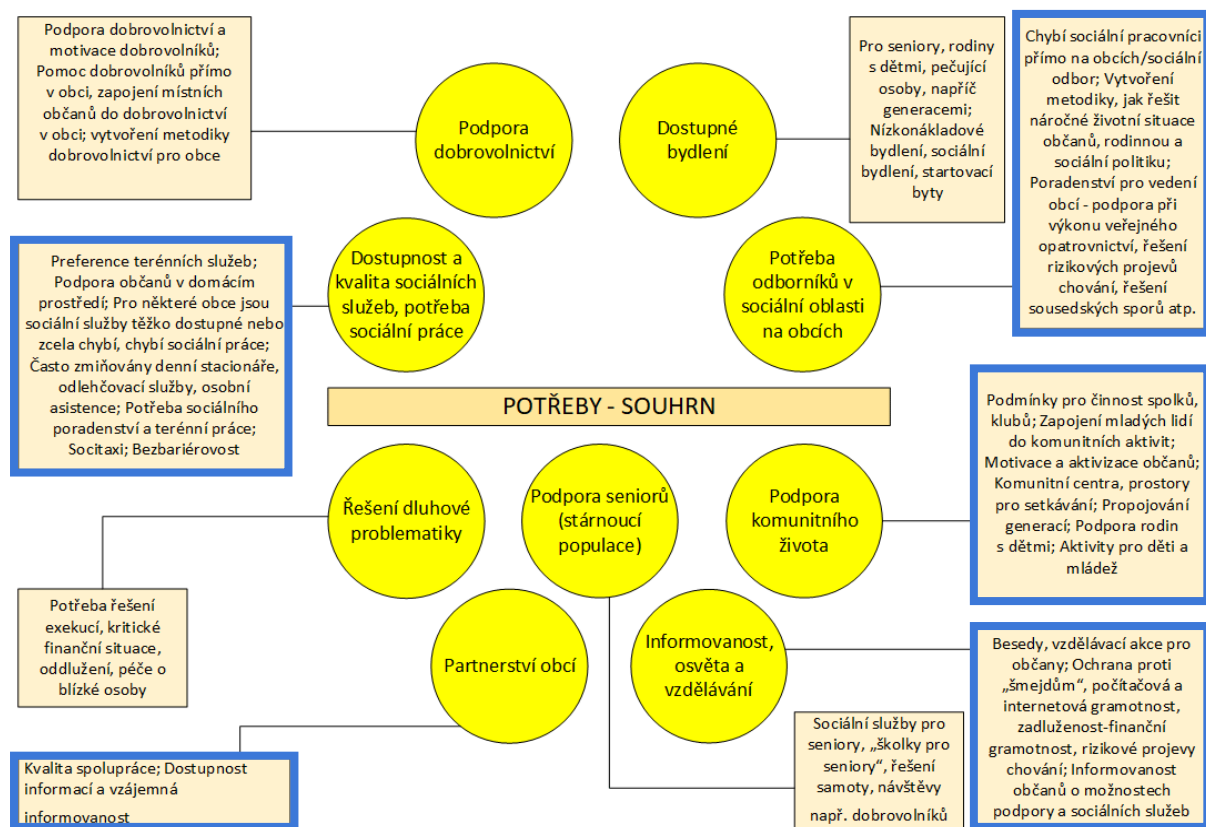 Podpora dobrovolnictví a
motivace dobrovolníků;
Pomoc dobrovolníků přímo
v obci, zapojení místních
občanů do dobrovolnictví
v obci; vytvoření metodiky
dobrovolnictví pro obce
Podpora
dobrovolnictví
Dostupné
bydlení
Pro seniory, rodiny
s dětmi, pečující
osoby, napříč
generacemi;
Nízkonákladové
bydlení, sociální
bydlení, startovací
byty
Chybí sociální pracovníci
přímo na obcích/sociální
odbor; Vytvoření
metodiky, jak řešit
náročné životní situace
občanů, rodinnou a
sociální politiku;
Poradenství pro vedení
obcí - podpora při
výkonu veřejného
opatrovnictví, řešení
rizikových projevů
chování, řešení
sousedských sporů atp.
Preference terénních služeb;
Podpora občanů v domácím
prostředí; Pro některé obce jsou
sociální služby těžko dostupné nebo
zcela chybí, chybí sociální práce;
Často zmiňovány denní stacionáře,
odlehčovací služby, osobní
asistence; Potřeba sociálního
poradenství a terénní práce;
Socitaxi; Bezbariérovost
Dostupnost a
kvalita sociálních
služeb, potřeba
sociální práce
Potřeba
odborníků v
sociální oblasti
na obcích
POTŘEBY - SOUHRN
Řešení dluhové
problematiky
Podpora seniorů
(stárnoucí
populace)
Podpora
komunitního
života
Podmínky pro činnost spolků,
klubů; Zapojení mladých lidí
do komunitních aktivit;
Motivace a aktivizace občanů;
Komunitní centra, prostory
pro setkávání; Propojování
generací; Podpora rodin
s dětmi; Aktivity pro děti a
mládež
Potřeba řešení
exekucí, kritické
finanční situace,
oddlužení, péče o
blízké osoby
Partnerství obcí
Informovanost,
osvěta a
vzdělávání
Besedy, vzdělávací akce pro
občany; Ochrana proti
„šmejdům“, počítačová a
internetová gramotnost,
zadluženost-finanční
gramotnost, rizikové projevy
chování; Informovanost
občanů o možnostech
podpory a sociálních služeb
Kvalita spolupráce; Dostupnost
informací a vzájemná
informovanost
Sociální služby pro
seniory, „školky pro
seniory“, řešení
samoty, návštěvy
např. dobrovolníků